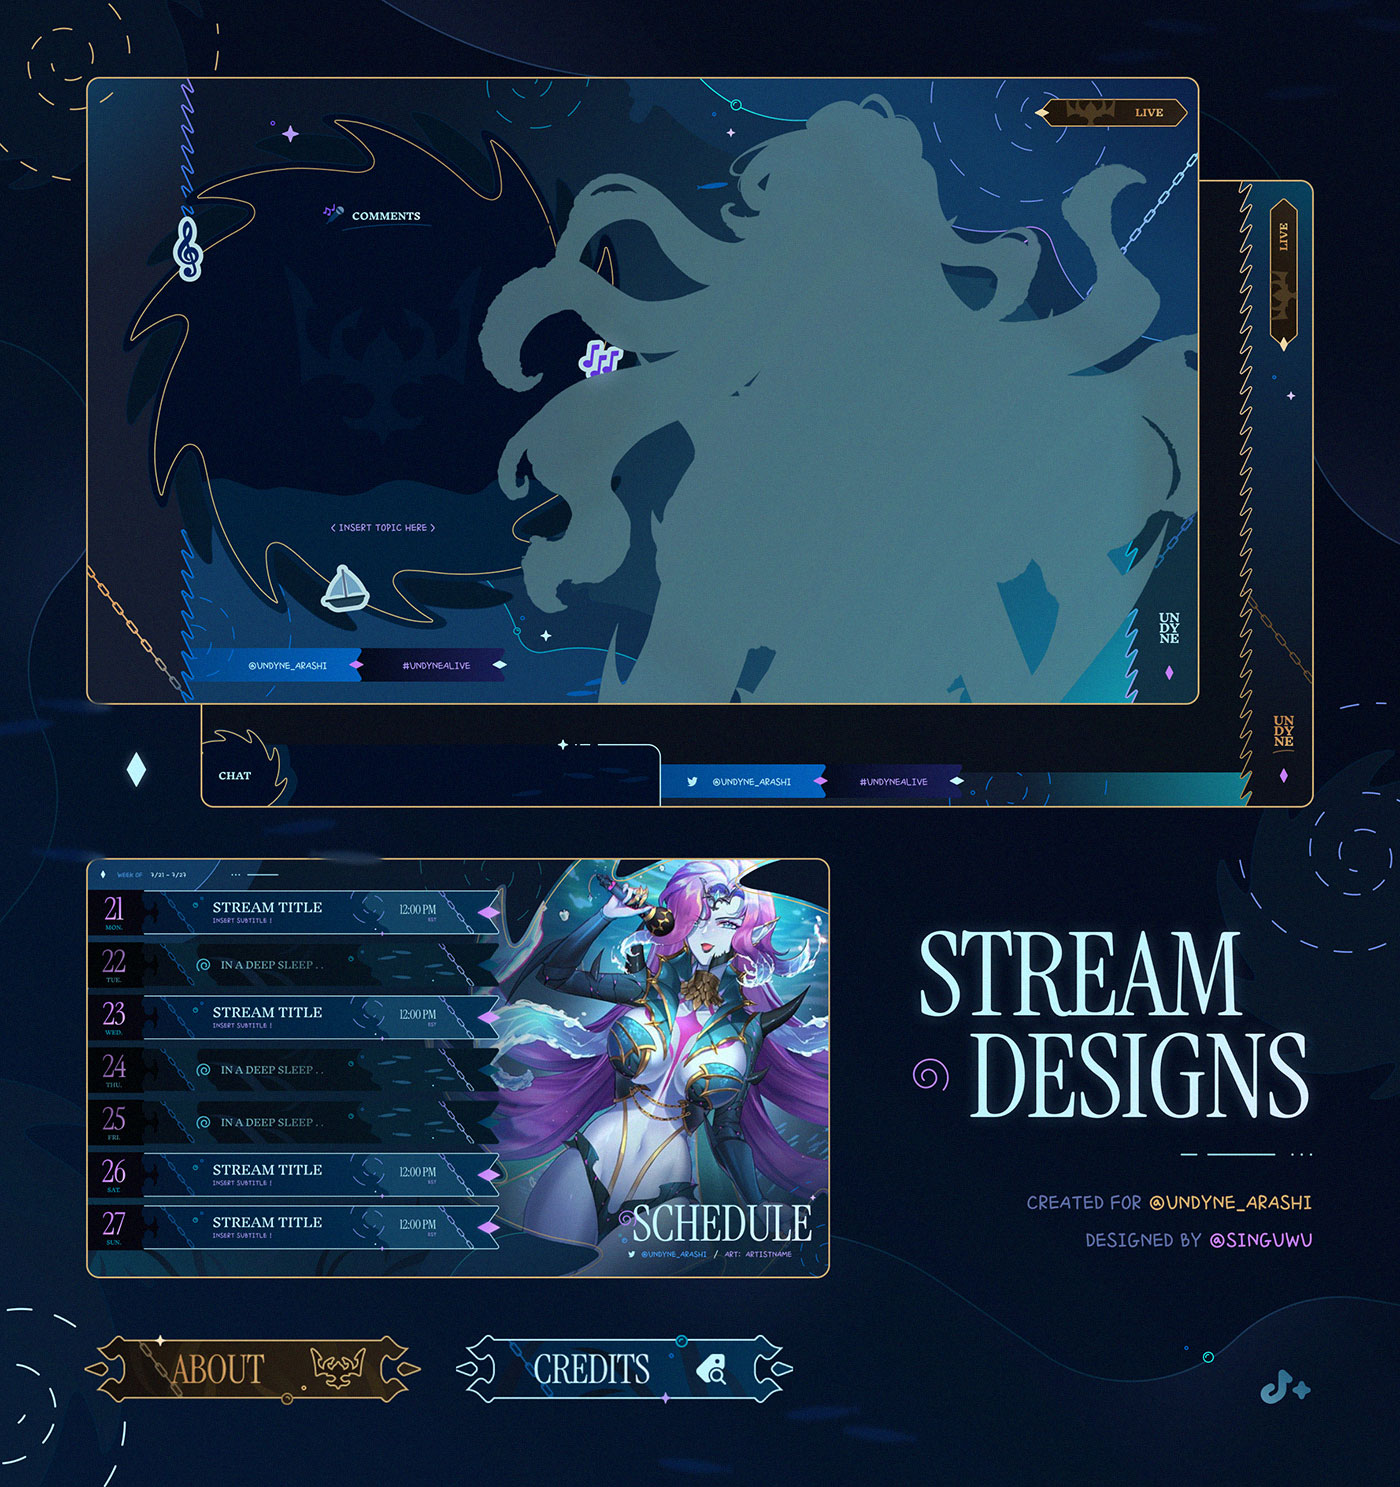 LIVE
COMMENTS
LIVE
< INSERT TOPIC HERE >
UN
DY
NE
@UNDYNE_ARASHI
#UNDYNEALIVE
UN
DY
NE
CHAT
@UNDYNE_ARASHI
#UNDYNEALIVE
WEEK OF 7/21 - 7/27
21 MON.
STREAM TITLE
INSERT SUBTITLE !
12:00 PM
EST
22 TUE.
IN A DEEP SLEEP . .
23 WED.
STREAM TITLE
INSERT SUBTITLE !
12:00 PM
EST
24 THU.
IN A DEEP SLEEP . .
25 FRI.
IN A DEEP SLEEP . .
26 SAT.
STREAM TITLE
INSERT SUBTITLE !
12:00 PM
EST
27 SUN.
STREAM TITLE
INSERT SUBTITLE !
12:00 PM
EST
SCHEDULE
@UNDYNE_ARASHI / ART: ARTISTNAME
STREAM
DESIGNS
CREATED FOR @UNDYNE_ARASHI
DESIGNED BY @SINGUWU
ABOUT
CREDITS